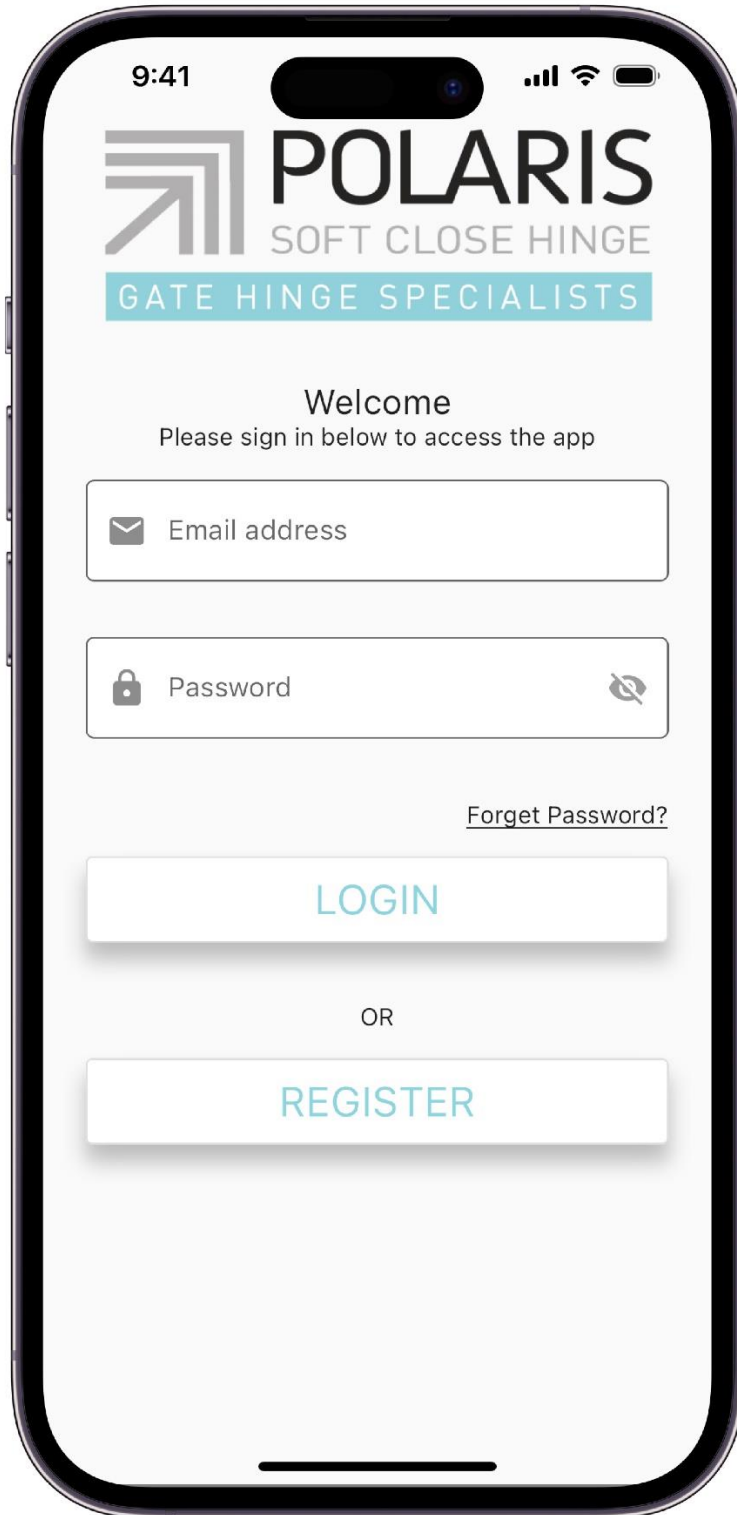 9:41
POLARIS
SOFT CLOSE HINGE
GATE HINGE SPECIALISTS
Welcome
Please sign in below to access the app
Email address
Password
Forget Password?
LOGIN
OR
REGISTER